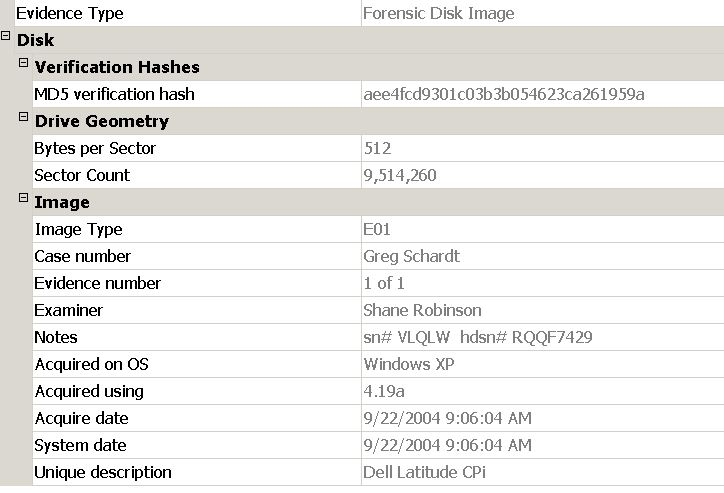 Evidence Type Forensic Disk Image
Disk
Verification Hashes
MD5 verification hash aee4fcd9301c03b3b054623ca261959a
Drive Geometry
Bytes per Sector 512
Sector Count 9,514,260
Image
Image Type E01
Case number Greg Schardt
Evidence number 1 of 1
Examiner Shane Robinson
Notes sn# VLQLW  hdsn# RQQF7429
Acquired on OS Windows XP
Acquired using 4.19a
Acquire date 9/22/2004 9:06:04 AM
System date 9/22/2004 9:06:04 AM
Unique description Dell Latitude CPi